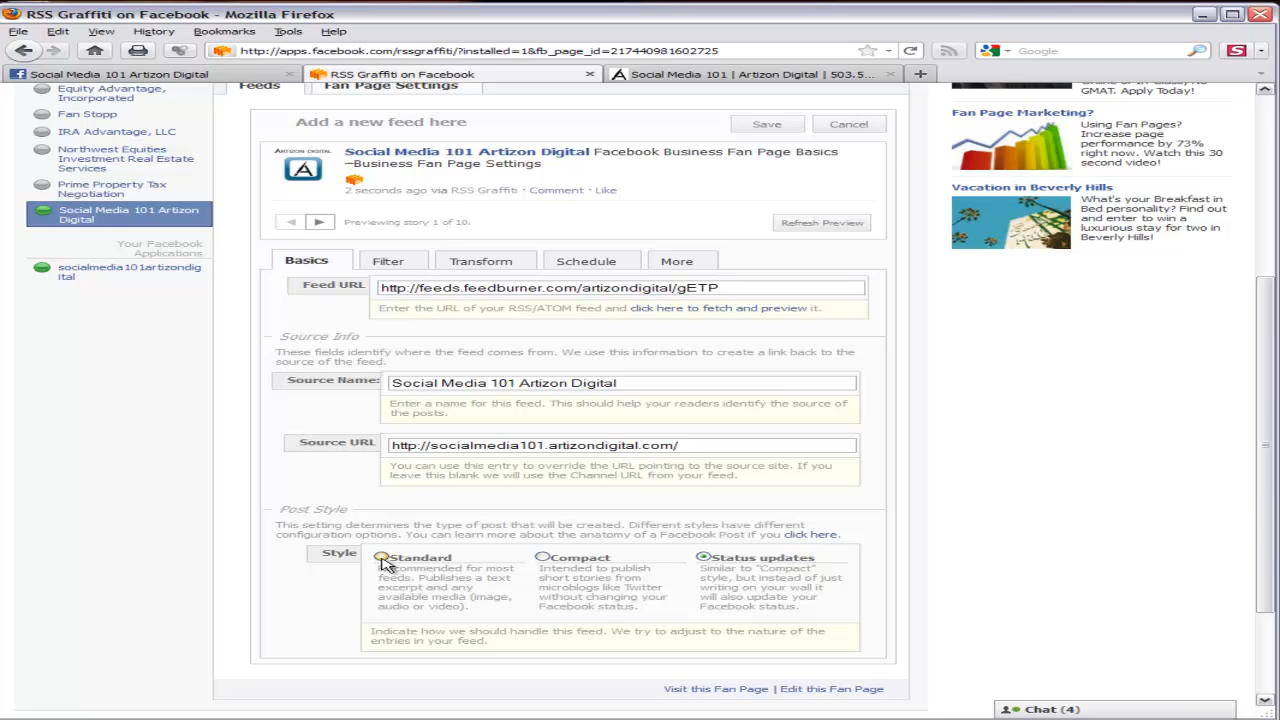 RSS Graffiti on Facebook - Mozilla Firefox
File Edit View History Bookmarks Tools Help
http://apps.facebook.com/rssgraffiti/?installed=1&fb_page_id=217440981602725
Google
Social Media 101 Artizon Digital
RSS Graffiti on Facebook
Social Media 101 | Artizon Digital | 503.5...
Equity Advantage,
Incorporated
Fan Stopp
IRA Advantage, LLC
Northwest Equities
Investment Real Estate
Services
Prime Property Tax
Negotiation
Social Media 101 Artizon
Digital
Your Facebook
Applications
socialmedia101artizondig
ital
Feeds
Fan Page Settings
Add a new feed here
Save
Cancel
ARTIZON DIGITAL
Social Media 101 Artizon Digital Facebook Business Fan Page Basics
–Business Fan Page Settings
2 seconds ago via RSS Graffiti · Comment · Like
Previewing story 1 of 10.
Refresh Preview
Basics
Filter
Transform
Schedule
More
Feed URL
http://feeds.feedburner.com/artizondigital/gETP
Enter the URL of your RSS/ATOM feed and click here to fetch and preview it.
Source Info
These fields identify where the feed comes from. We use this information to create a link back to the
source of the feed.
Source Name:
Social Media 101 Artizon Digital
Enter a name for this feed. This should help your readers identify the source of
the posts.
Source URL
http://socialmedia101.artizondigital.com/
You can use this entry to override the URL pointing to the source site. If you
leave this blank we will use the Channel URL from your feed.
Post Style
This setting determines the type of post that will be created. Different styles have different
configuration options. You can learn more about the anatomy of a Facebook Post if you click here.
Style
Standard
commended for most
feeds. Publishes a text
excerpt and any
available media (image,
audio or video).
Compact
Intended to publish
short stories from
microblogs like Twitter
without changing your
Facebook status.
Status updates
Similar to "Compact"
style, but instead of just
writing on your wall it
will also update your
Facebook status.
Indicate how we should handle this feed. We try to adjust to the nature of the
entries in your feed.
Visit this Fan Page | Edit this Fan Page
GMAT. Apply Today!
Fan Page Marketing?
Using Fan Pages?
Increase page
performance by 73%
right now. Watch this 30
second video!
Vacation in Beverly Hills
What's your Breakfast in
Bed personality? Find out
and enter to win a
luxurious stay for two in
Beverly Hills!
Chat (4)